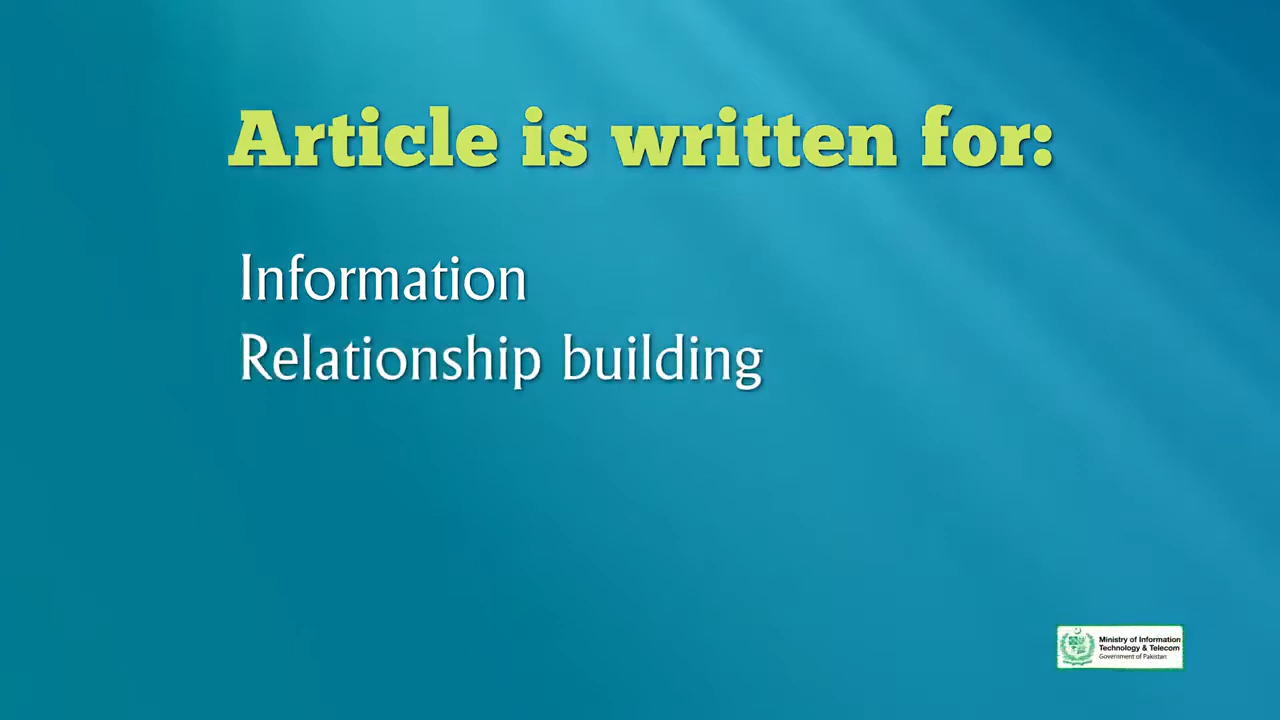 Article is written for:
Information
Relationship building
Ministry of Information
Technology & Telecom
Government of Pakistan